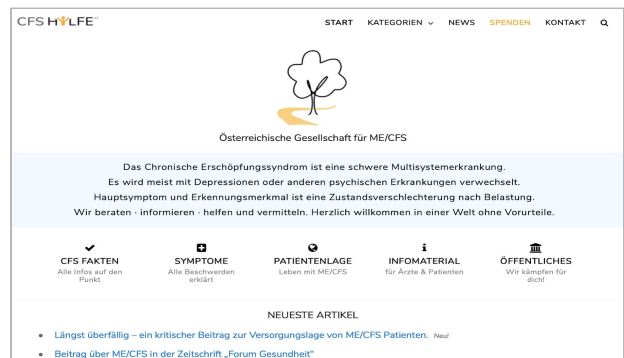 CFS HYLFE
START KATEGORIEN NEWS SPENDEN KONTAKT
Österreichische Gesellschaft für ME/CFS
Das Chronische Erschöpfungssyndrom ist eine schwere Multisystemerkrankung.
Es wird meist mit Depressionen oder anderen psychischen Erkrankungen verwechselt.
Hauptsymptom und Erkennungsmerkmal ist eine Zustandsverschlechterung nach Belastung.
Wir beraten · informieren · helfen und vermitteln. Herzlich willkommen in einer Welt ohne Vorurteile.
CFS FAKTEN
Alle Infos auf den
Punkt
SYMPTOME
Alle Beschwerden
erklärt
PATIENTENLAGE
Leben mit ME/CFS
INFOMATERIAL
für Ärzte & Patienten
ÖFFENTLICHES
Wir kämpfen für
dich!
NEUESTE ARTIKEL
Längst überfällig – ein kritischer Beitrag zur Versorgungslage von ME/CFS Patienten. Neu!
Beitrag über ME/CFS in der Zeitschrift „Forum Gesundheit"